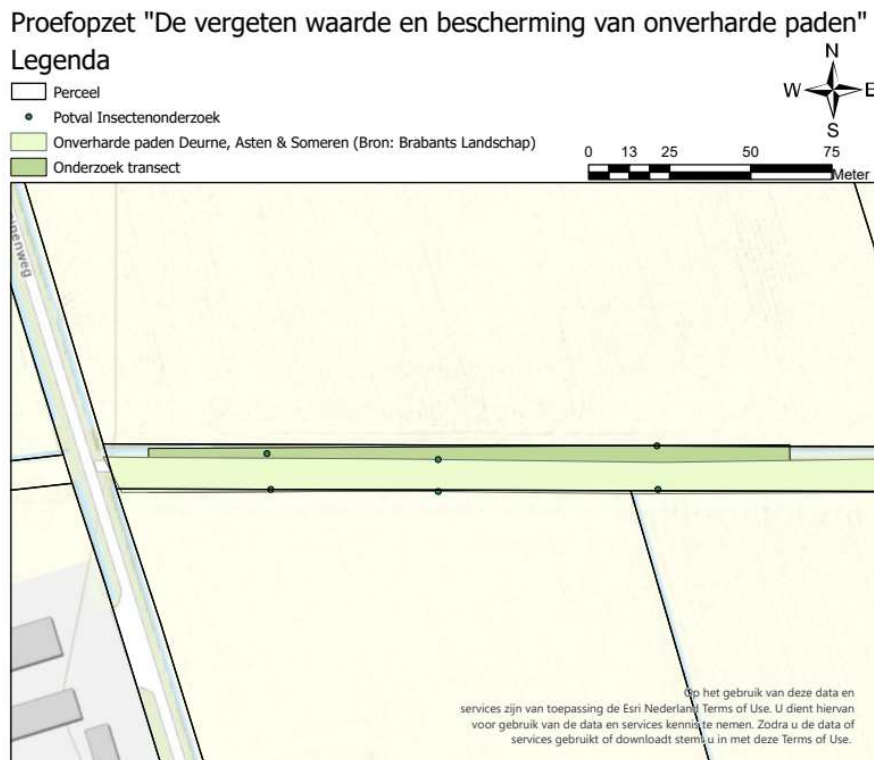 Proefopzet "De vergeten waarde en bescherming van onverharde paden"
Legenda
Perceel
Potval Insectenonderzoek
Onverharde paden Deurne, Asten & Someren (Bron: Brabants Landschap)
Onderzoek transect
N
W E
S
0 13 25 50 75
Meter
Op het gebruik van deze data en
services zijn van toepassing de Esri Nederland Terms of Use. U dient hiervan
voor gebruik van de data en services kennis te nemen. Zodra u de data of
services gebruikt of downloadt stemt u in met deze Terms of Use.